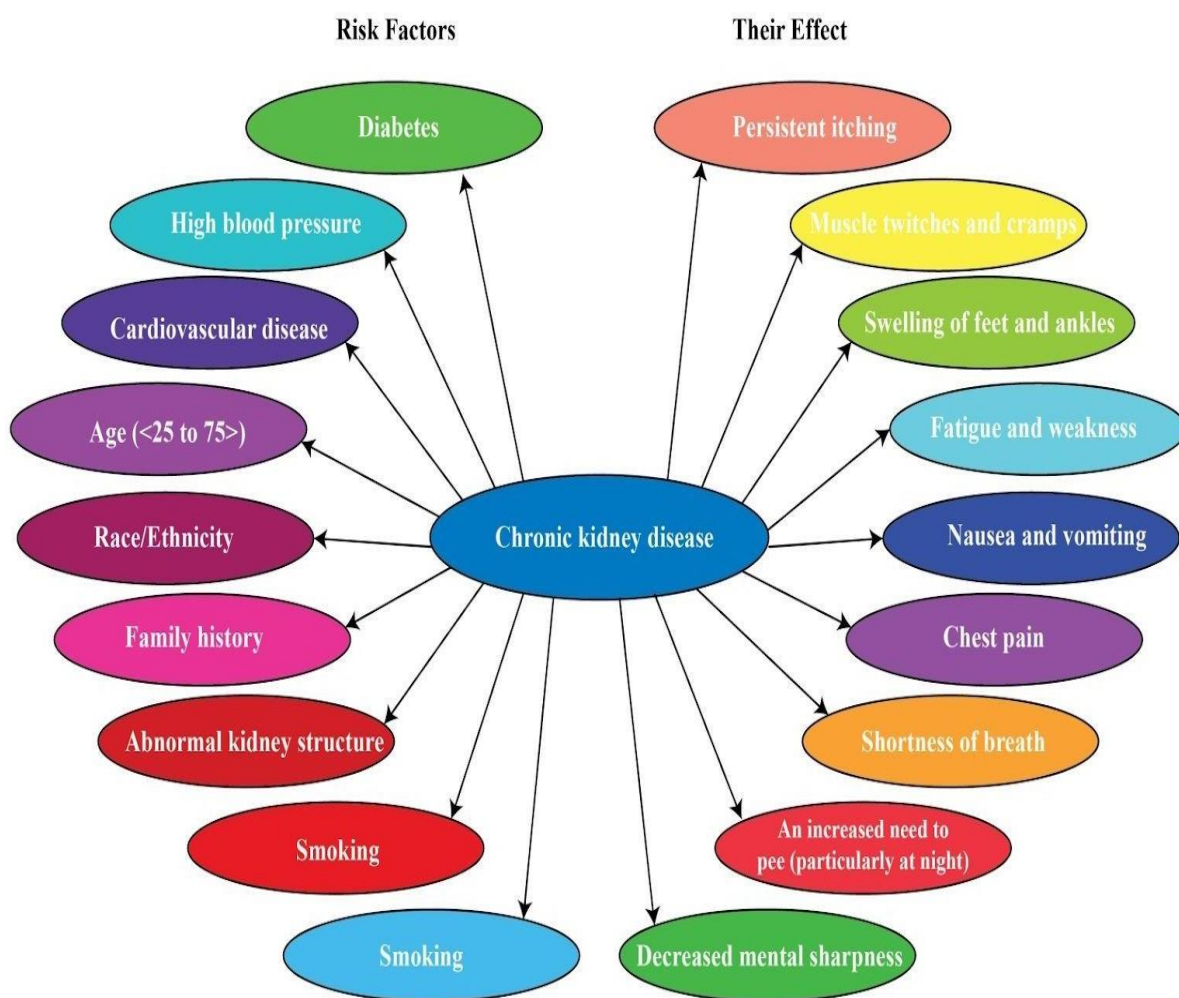 Risk Factors
Their Effect
Diabetes
High blood pressure
Cardiovascular disease
Age (<25 to 75>)
Race/Ethnicity
Family history
Abnormal kidney structure
Smoking
Smoking
Chronic kidney disease
Persistent itching
Muscle twitches and cramps
Swelling of feet and ankles
Fatigue and weakness
Nausea and vomiting
Chest pain
Shortness of breath
An increased need to
pee (particularly at night)
Decreased mental sharpness